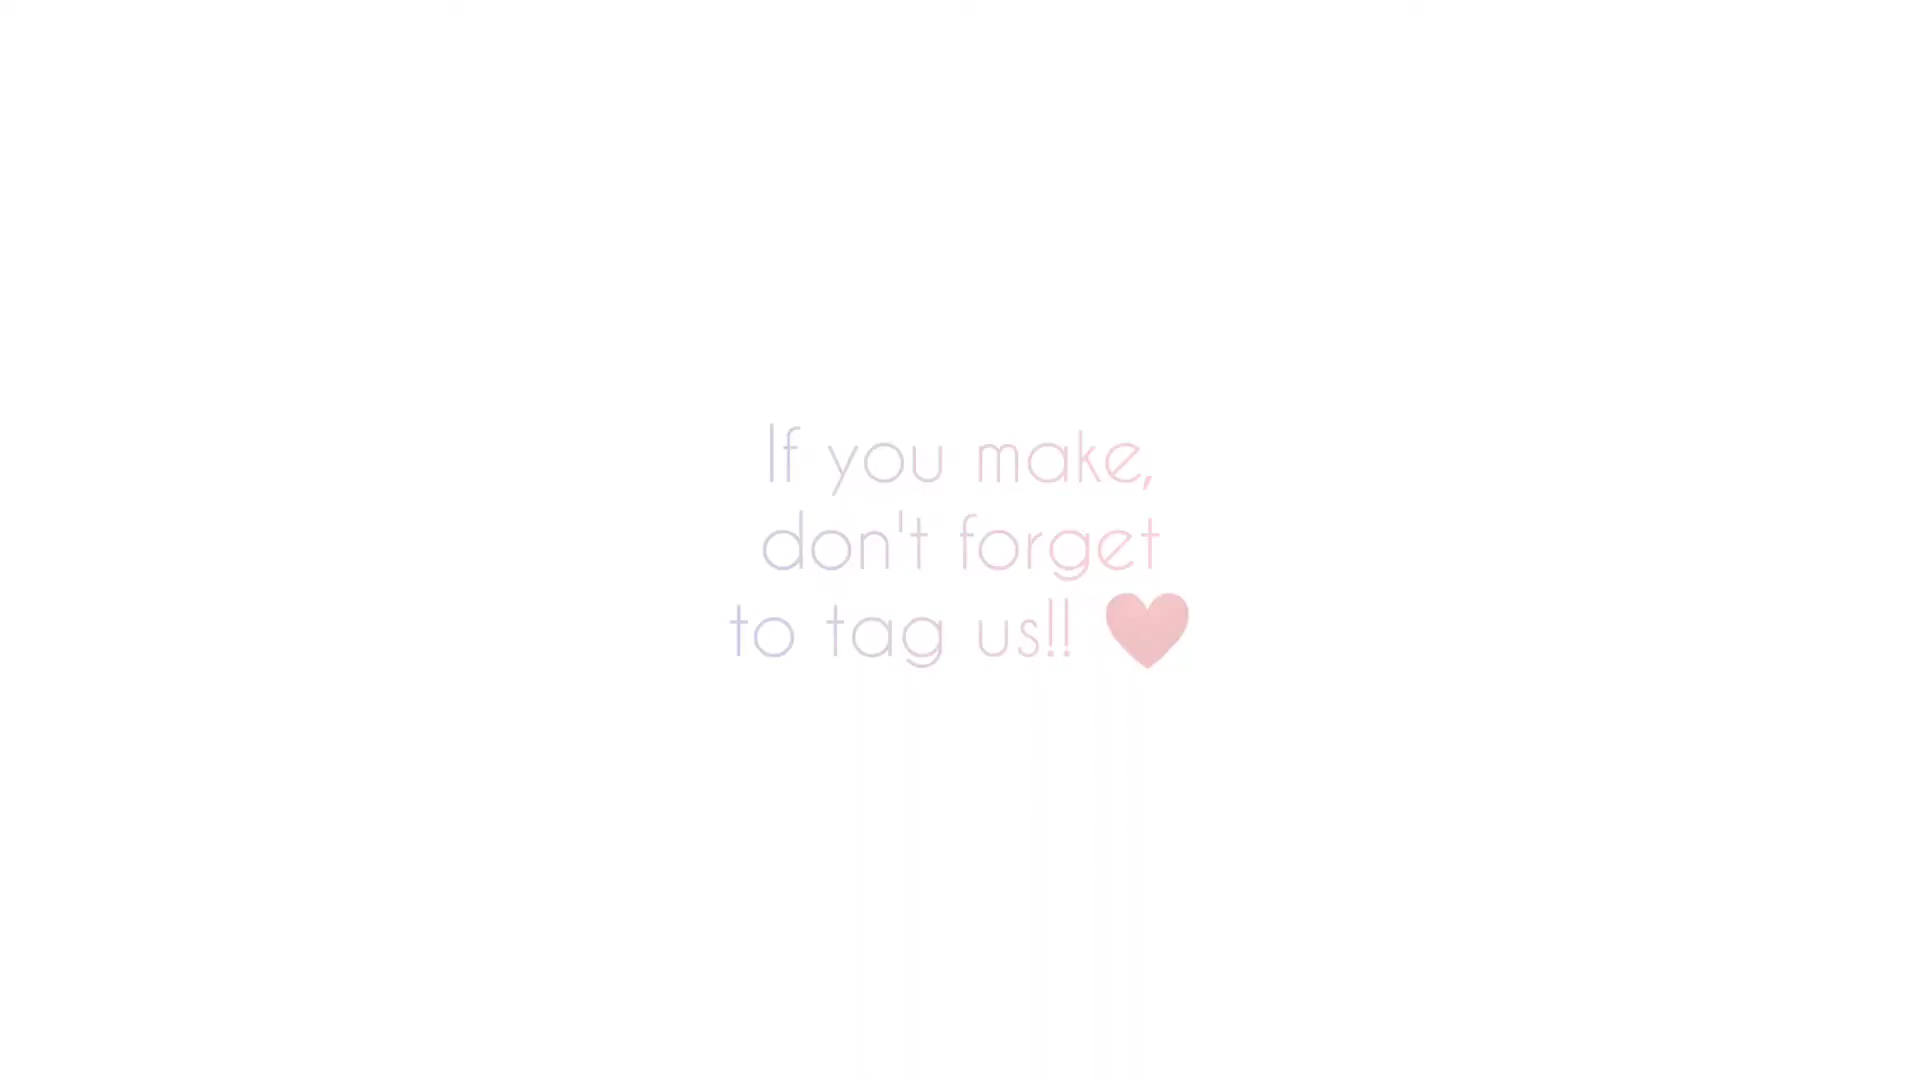 If you make,
don't forget
to tag us!! ❤